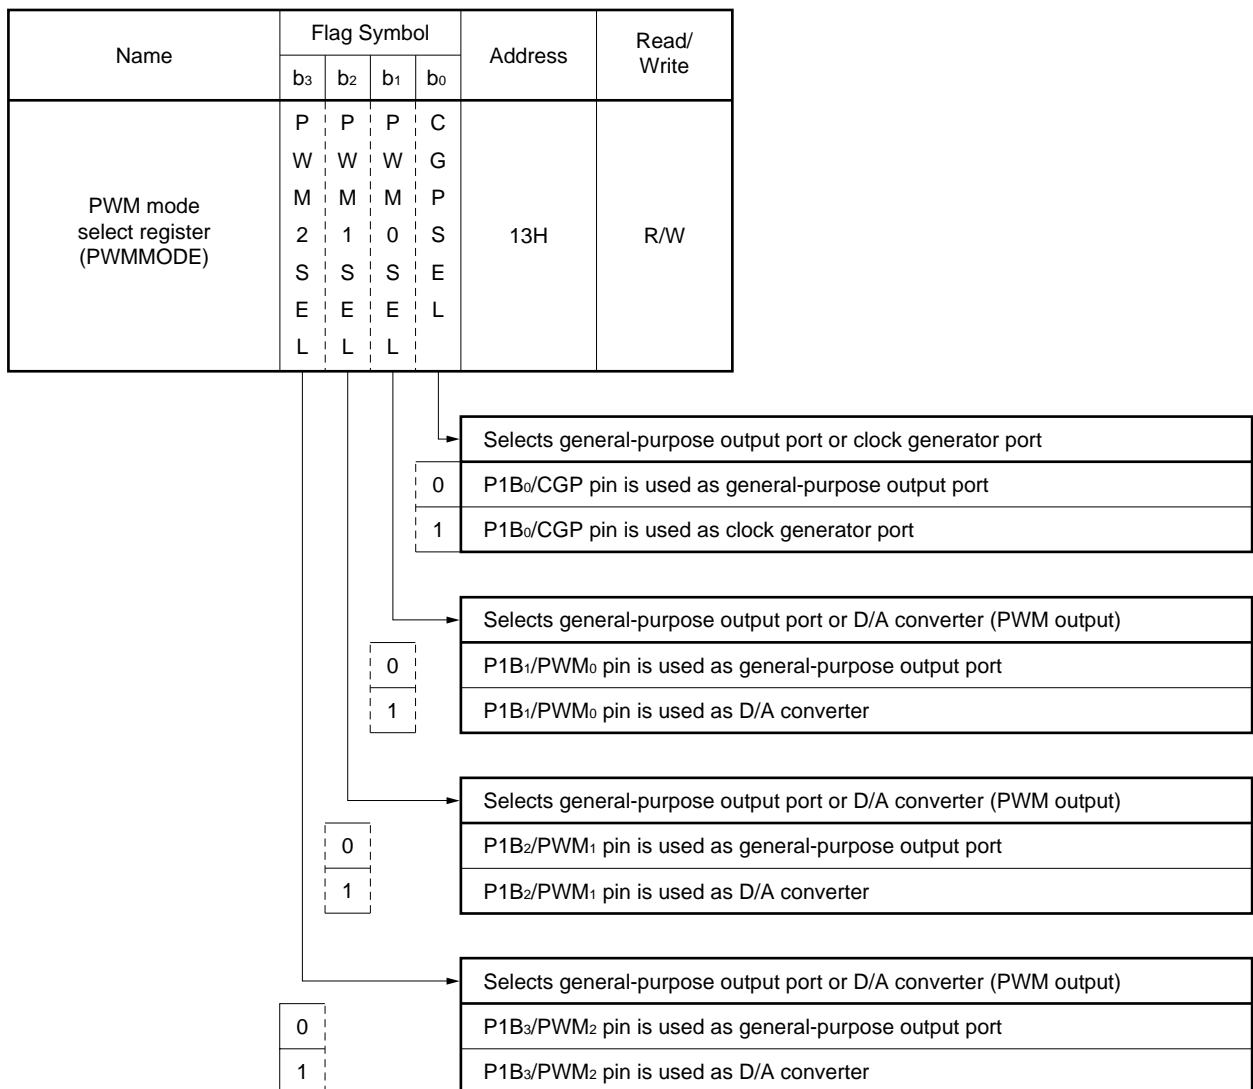 Name
Flag Symbol
Address
Read/
Write
b3 b2 b1 b0
PWM mode
select register
(PWMMODE)
PWM2SEL
PWM1SEL
PWM0SEL
CGPSEL
13H
R/W
Selects general-purpose output port or clock generator port
0 P1B0/CGP pin is used as general-purpose output port
1 P1B0/CGP pin is used as clock generator port
Selects general-purpose output port or D/A converter (PWM output)
0 P1B1/PWM0 pin is used as general-purpose output port
1 P1B1/PWM0 pin is used as D/A converter
Selects general-purpose output port or D/A converter (PWM output)
0 P1B2/PWM1 pin is used as general-purpose output port
1 P1B2/PWM1 pin is used as D/A converter
Selects general-purpose output port or D/A converter (PWM output)
0 P1B3/PWM2 pin is used as general-purpose output port
1 P1B3/PWM2 pin is used as D/A converter